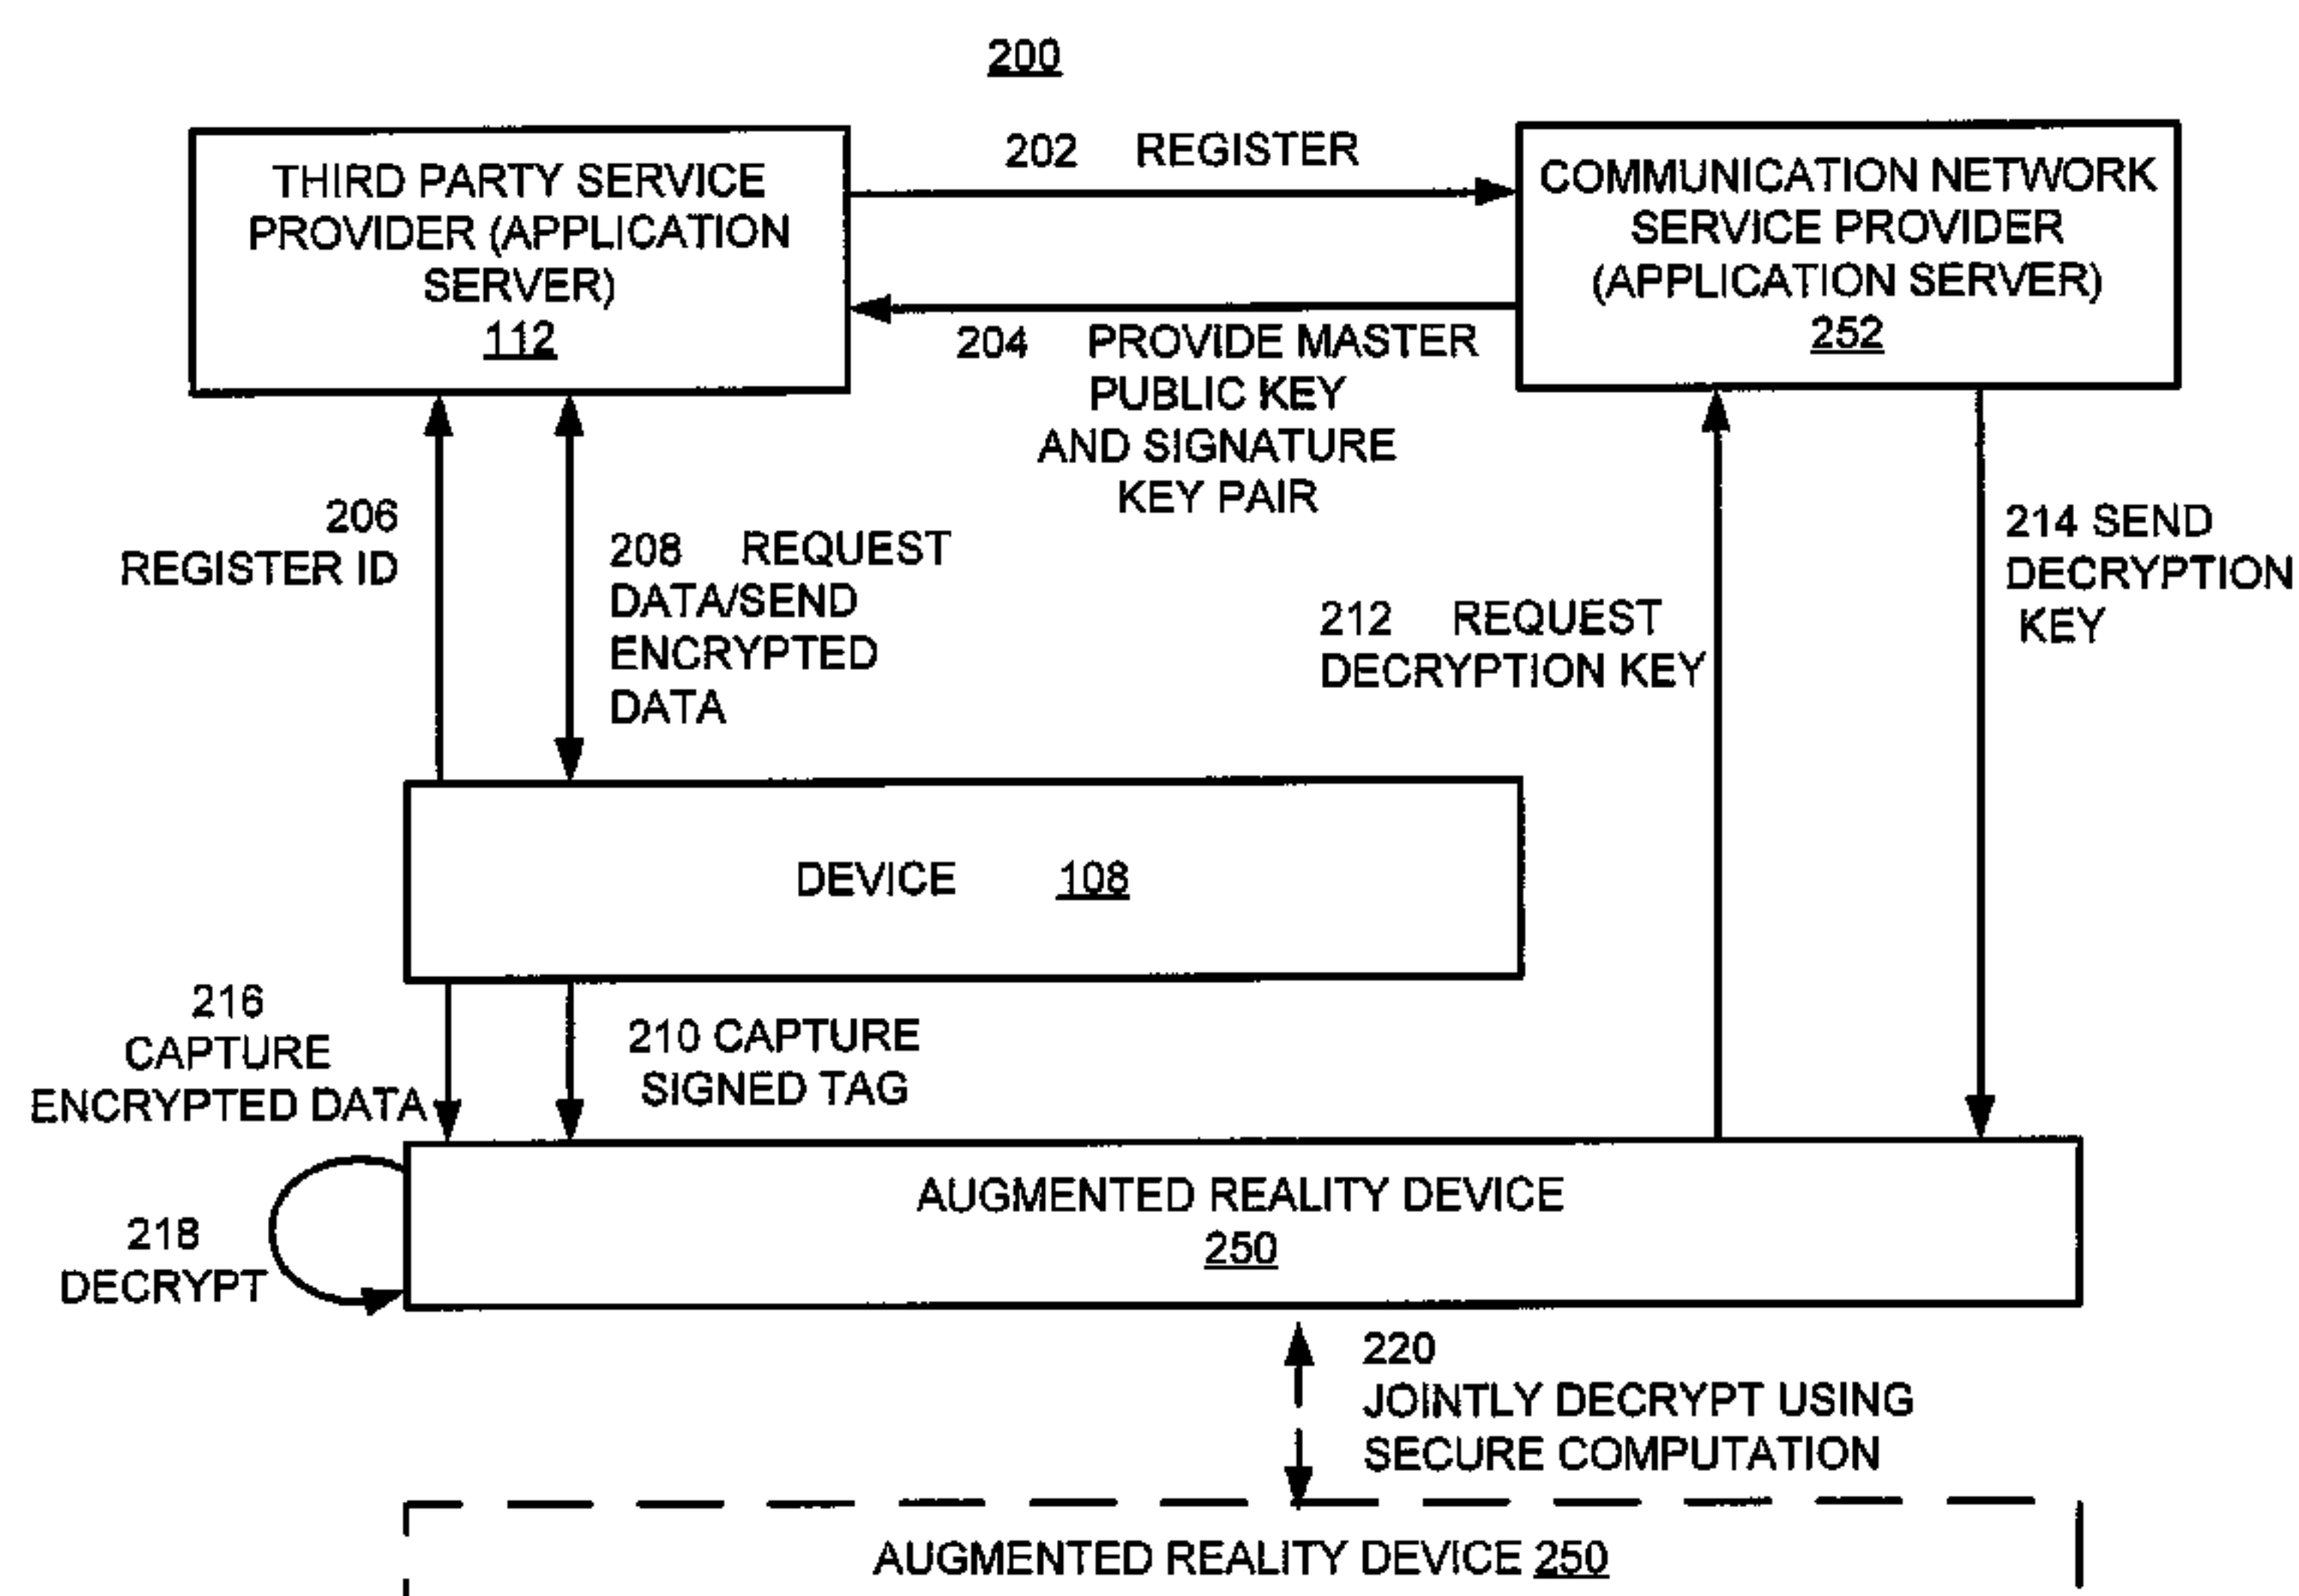 200
THIRD PARTY SERVICE
PROVIDER (APPLICATION
SERVER)
112
202 REGISTER
COMMUNICATION NETWORK
SERVICE PROVIDER
(APPLICATION SERVER)
252
204 PROVIDE MASTER
PUBLIC KEY
AND SIGNATURE
KEY PAIR
206
REGISTER ID
208 REQUEST
DATA/SEND
ENCRYPTED
DATA
212 REQUEST
DECRYPTION KEY
214 SEND
DECRYPTION
KEY
DEVICE 108
216
CAPTURE
ENCRYPTED DATA
210 CAPTURE
SIGNED TAG
AUGMENTED REALITY DEVICE
250
218
DECRYPT
220
JOINTLY DECRYPT USING
SECURE COMPUTATION
AUGMENTED REALITY DEVICE 250